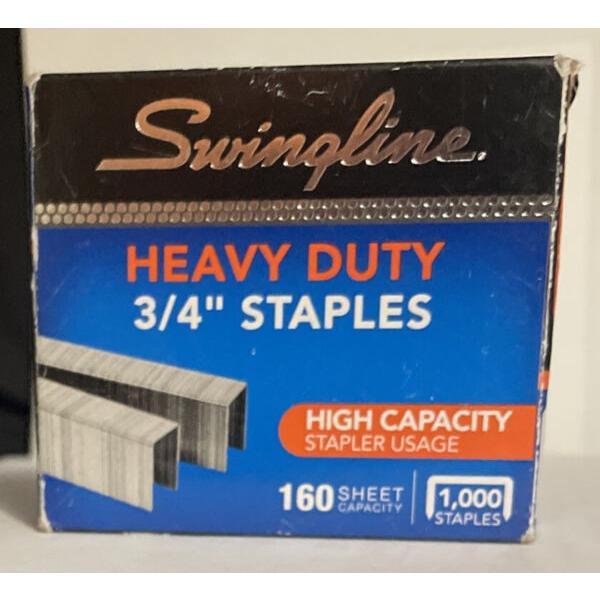 Swingline.
HEAVY DUTY
3/4" STAPLES
HIGH CAPACITY
STAPLER USAGE
160 SHEET CAPACITY
1,000 STAPLES